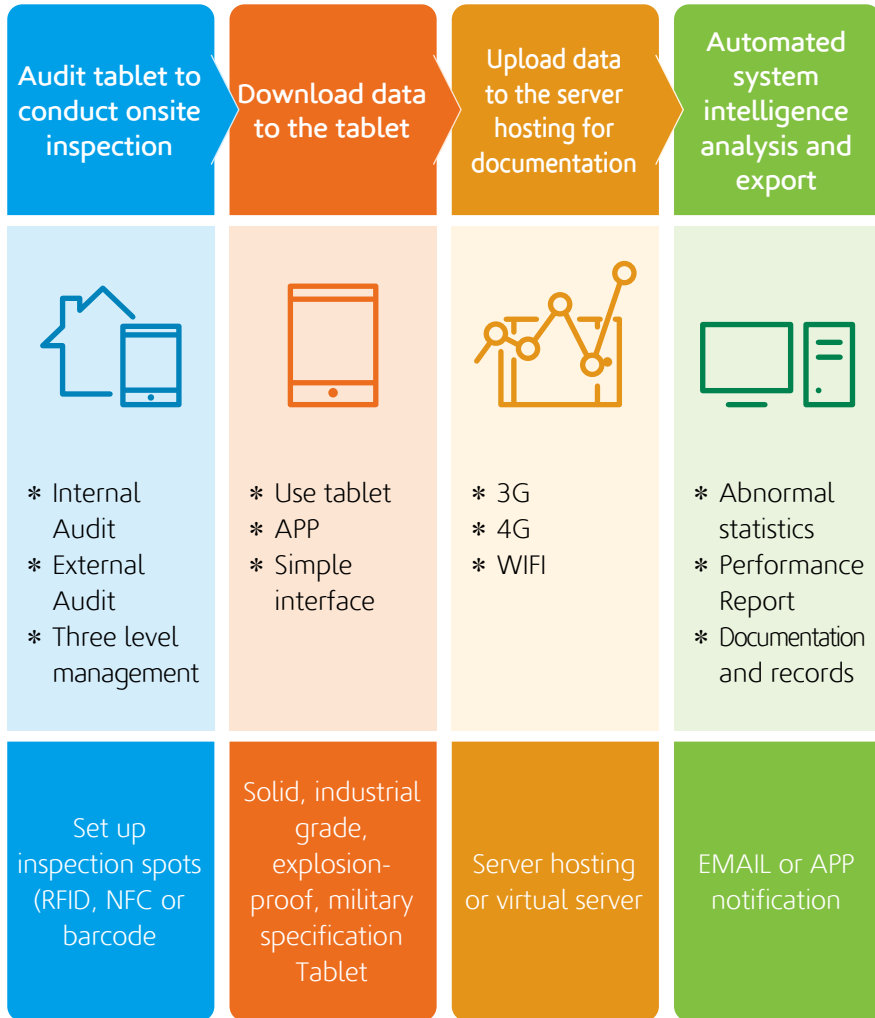 Audit tablet to
conduct onsite
inspection
Download data
to the tablet
Upload data
to the server
hosting for
documentation
Automated
system
intelligence
analysis and
export
* Internal
Audit
* External
Audit
* Three level
management
* Use tablet
* APP
* Simple
interface
* 3G
* 4G
* WIFI
* Abnormal
statistics
* Performance
Report
* Documentation
and records
Set up
inspection spots
(RFID, NFC or
barcode
Solid, industrial
grade,
explosion-
proof, military
specification
Tablet
Server hosting
or virtual server
EMAIL or APP
notification